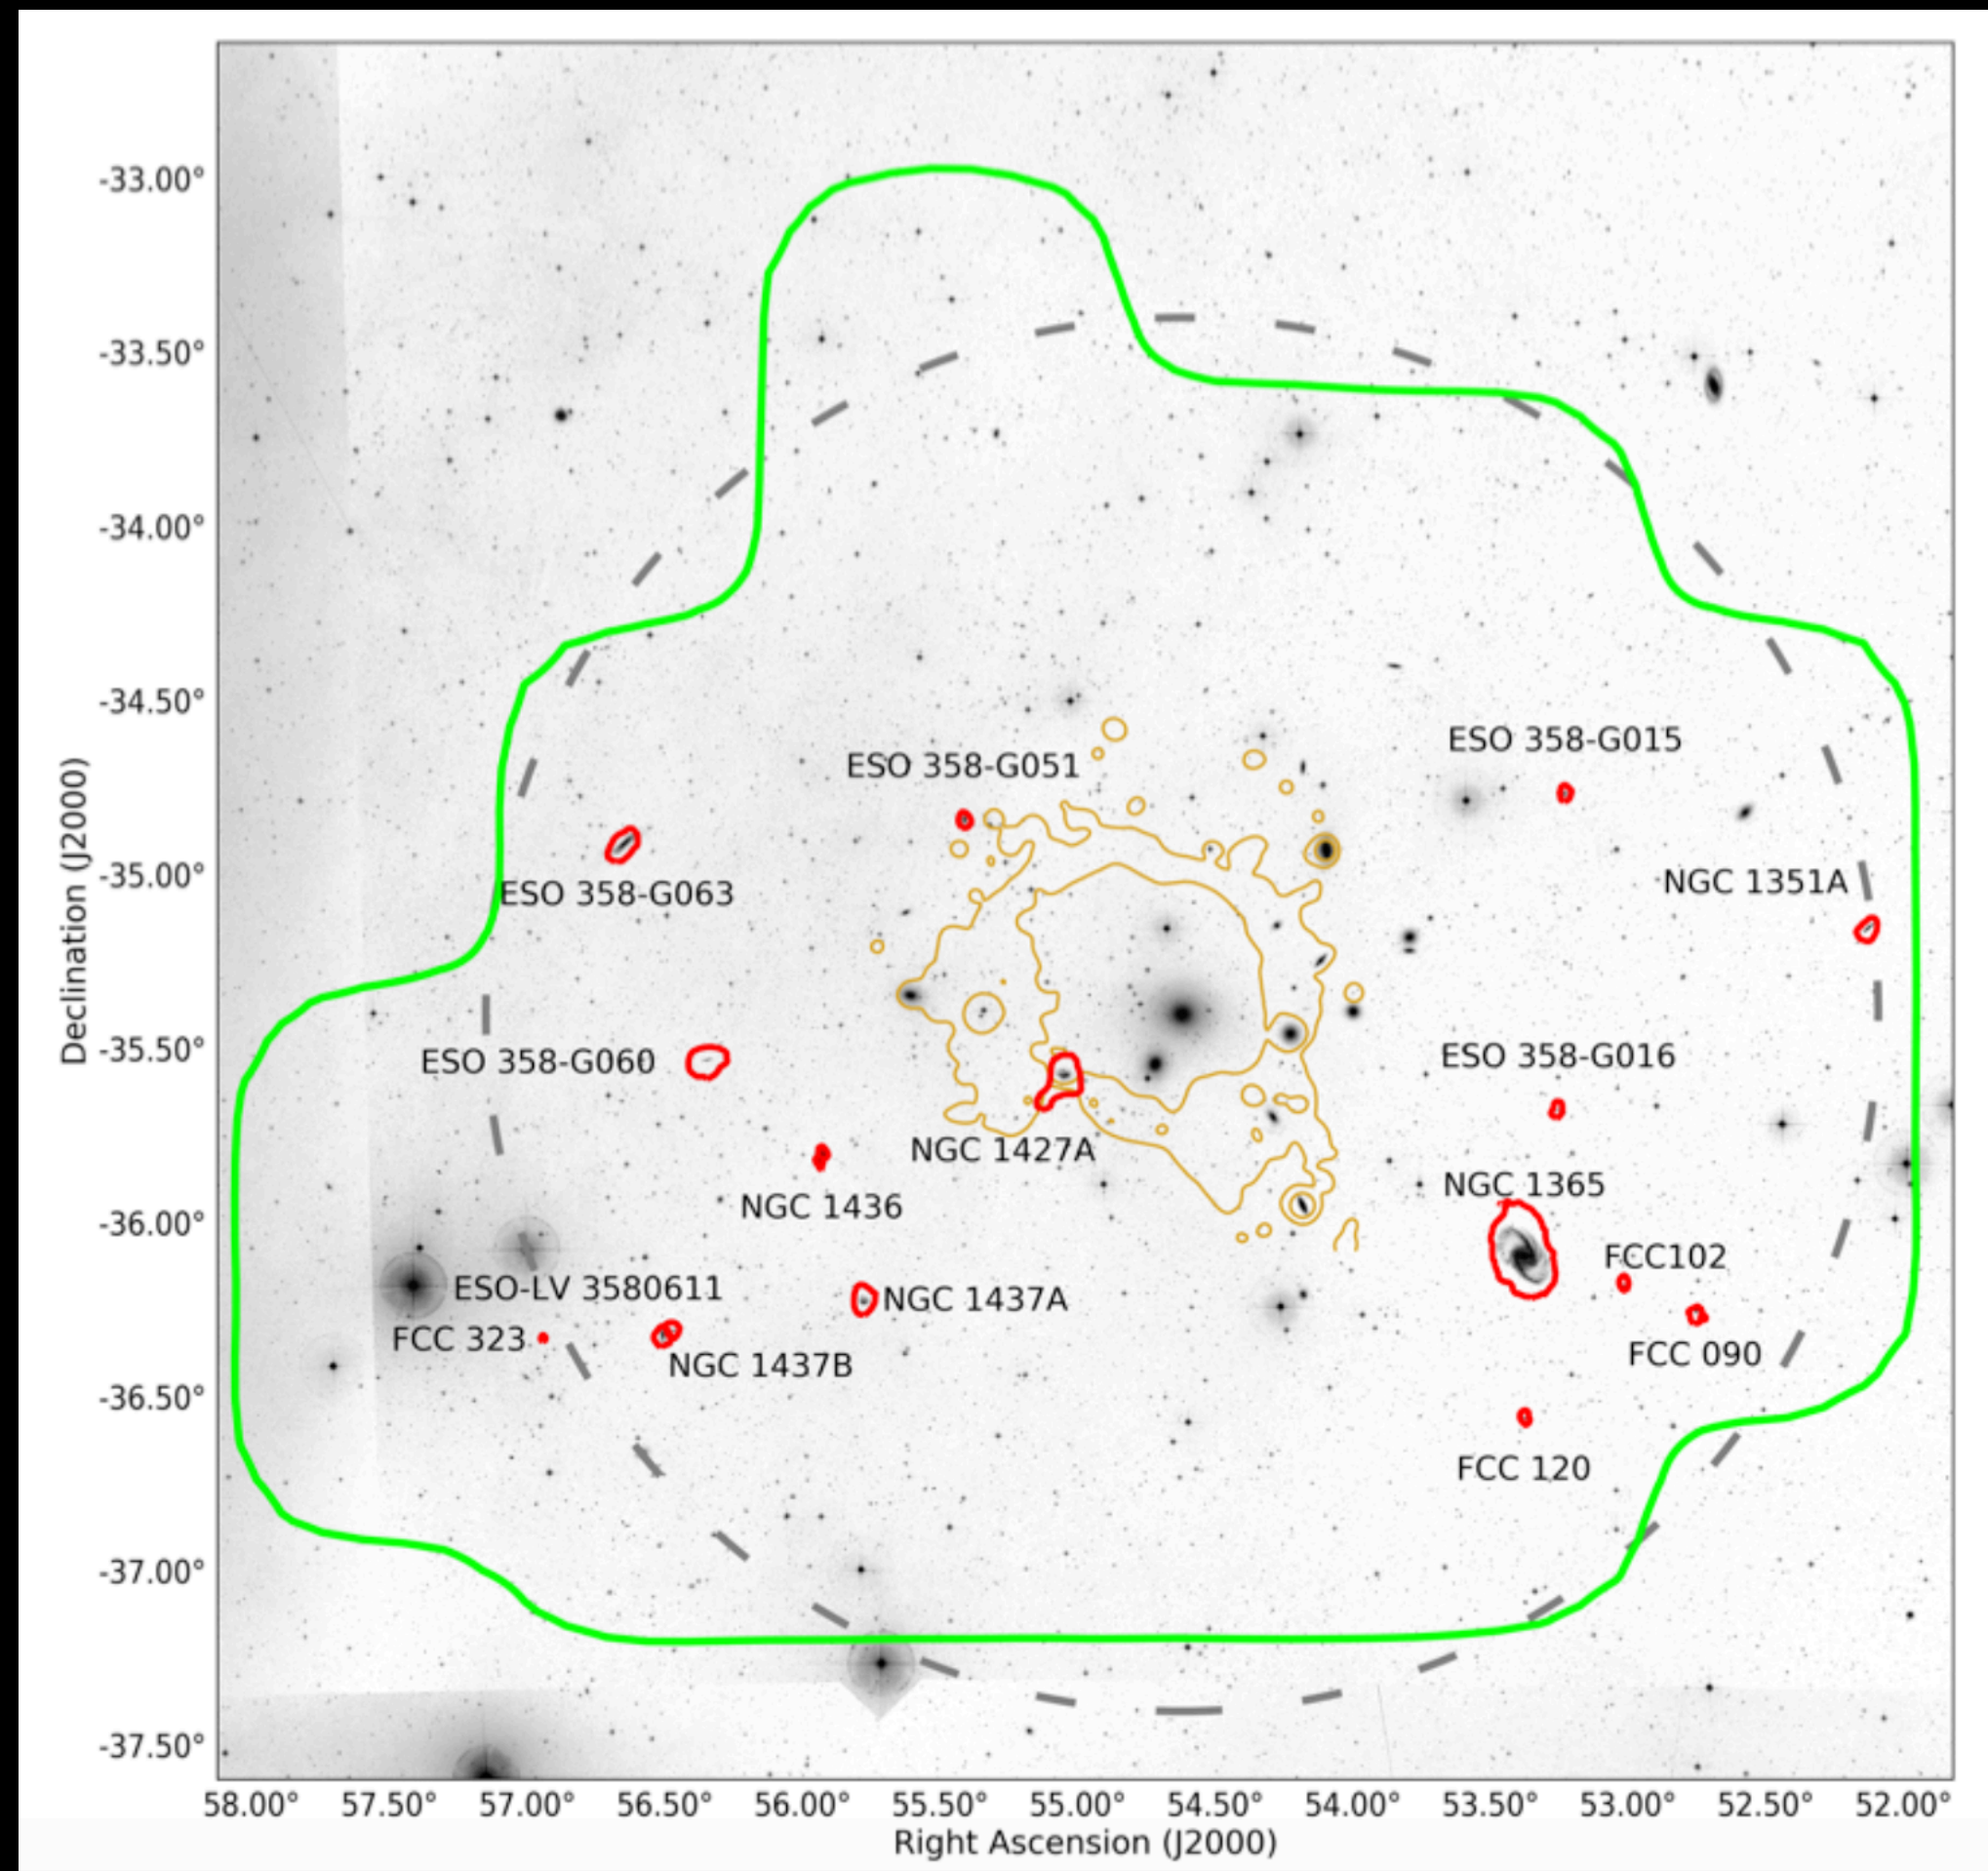 -33.00°
-33.50°
-34.00°
-34.50°
-35.00°
-35.50°
-36.00°
-36.50°
-37.00°
-37.50°
Declination (J2000)
ESO 358-G015
ESO 358-G051
NGC 1351A
ESO 358-G063
ESO 358-G016
ESO 358-G060
NGC 1427A
NGC 1365
NGC 1436
FCC102
ESO-LV 3580611
NGC 1437A
FCC 323
FCC 090
NGC 1437B
FCC 120
58.00° 57.50° 57.00° 56.50° 56.00° 55.50° 55.00° 54.50° 54.00° 53.50° 53.00° 52.50° 52.00°
Right Ascension (J2000)